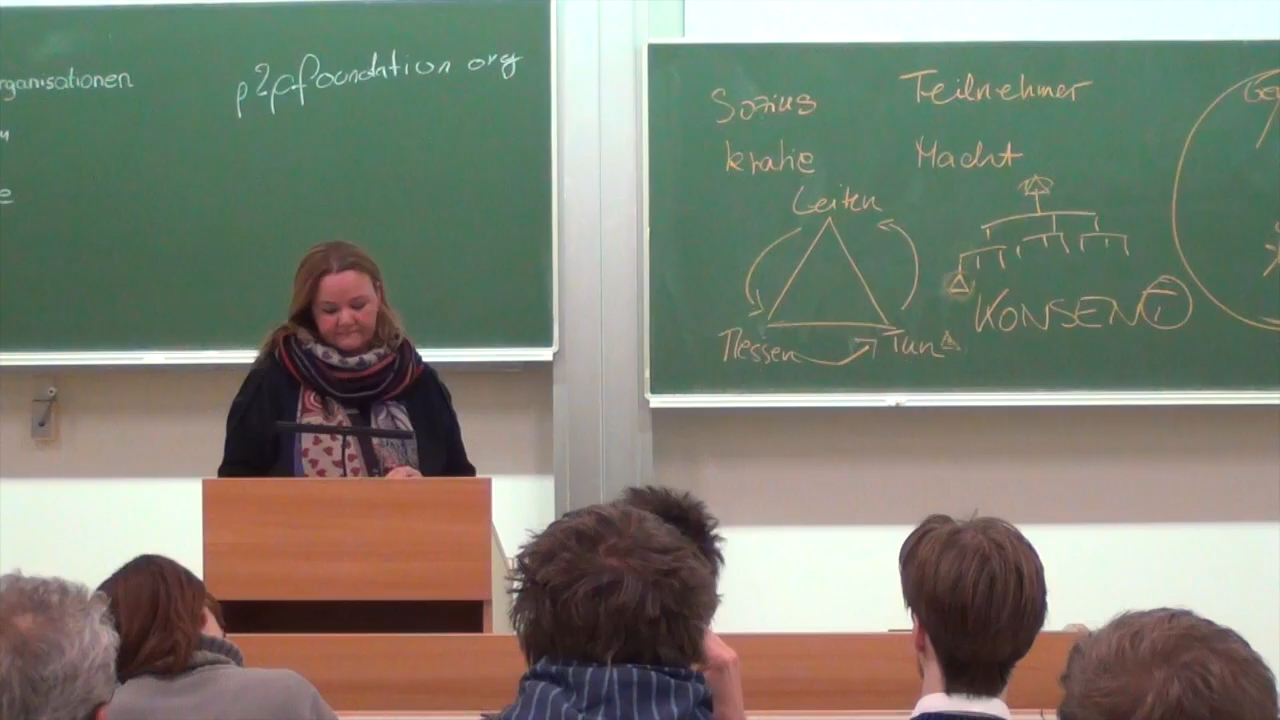 rganisationen
p2pfoundation org
Sozius Teilnehmer
kratie Macht
Leiten
KONSENT
Messen Tun